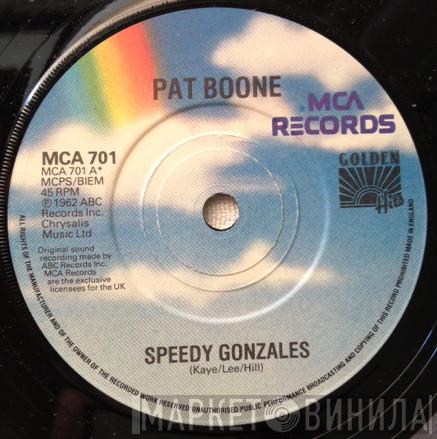 PAT BOONE
MCA
RECORDS
GOLDEN
Hits
MCA 701
MCA 701 A*
MCPS/BIEM
45 RPM
℗ 1962 ABC
Records Inc.
Chrysalis
Music Ltd
Original sound
recording made by
ABC Records Inc.
MCA Records
are the exclusive
licensees for the UK
SPEEDY GONZALES
(Kaye/Lee/Hill)
ALL RIGHTS OF THE MANUFACTURER AND OF THE OWNER OF THE RECORDED WORK RESERVED·UNAUTHORISED PUBLIC PERFORMANCE BROADCASTING AND COPYING OF THIS RECORD PROHIBITED MADE IN ENGLAND
МАРКЕТ ВИНИЛА!